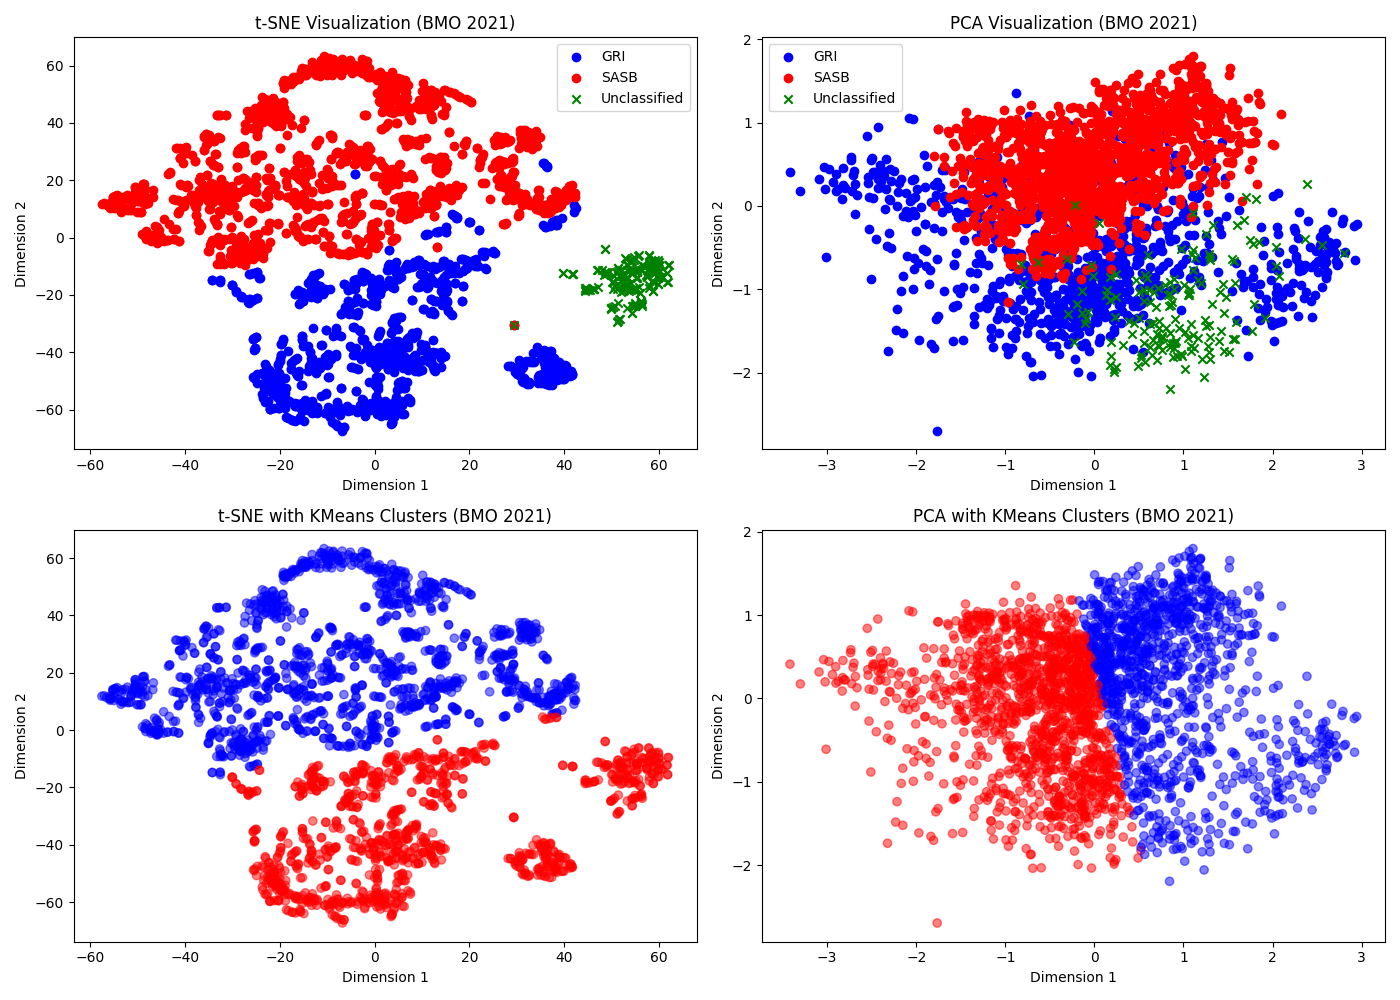 t-SNE Visualization (BMO 2021)
GRI
SASB
Unclassified
60
40
20
0
−20
−40
−60
Dimension 2
−60 −40 −20 0 20 40 60
Dimension 1
PCA Visualization (BMO 2021)
GRI
SASB
Unclassified
2
1
0
−1
−2
Dimension 2
−3 −2 −1 0 1 2 3
Dimension 1
t-SNE with KMeans Clusters (BMO 2021)
60
40
20
0
−20
−40
−60
Dimension 2
−60 −40 −20 0 20 40 60
Dimension 1
PCA with KMeans Clusters (BMO 2021)
2
1
0
−1
−2
Dimension 2
−3 −2 −1 0 1 2 3
Dimension 1